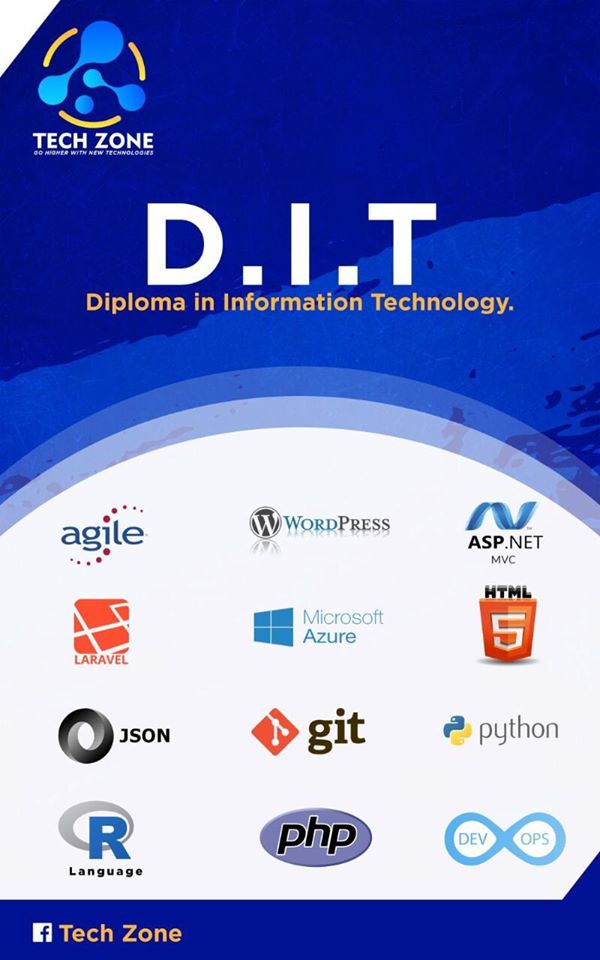 TECH ZONE
GO HIGHER WITH NEW TECHNOLOGIES
D.I.T
Diploma in Information Technology.
agile
WORDPRESS
ASP.NET
MVC
LARAVEL
Microsoft
Azure
HTML
5
JSON
git
python
R
Language
php
DEV OPS
f Tech Zone